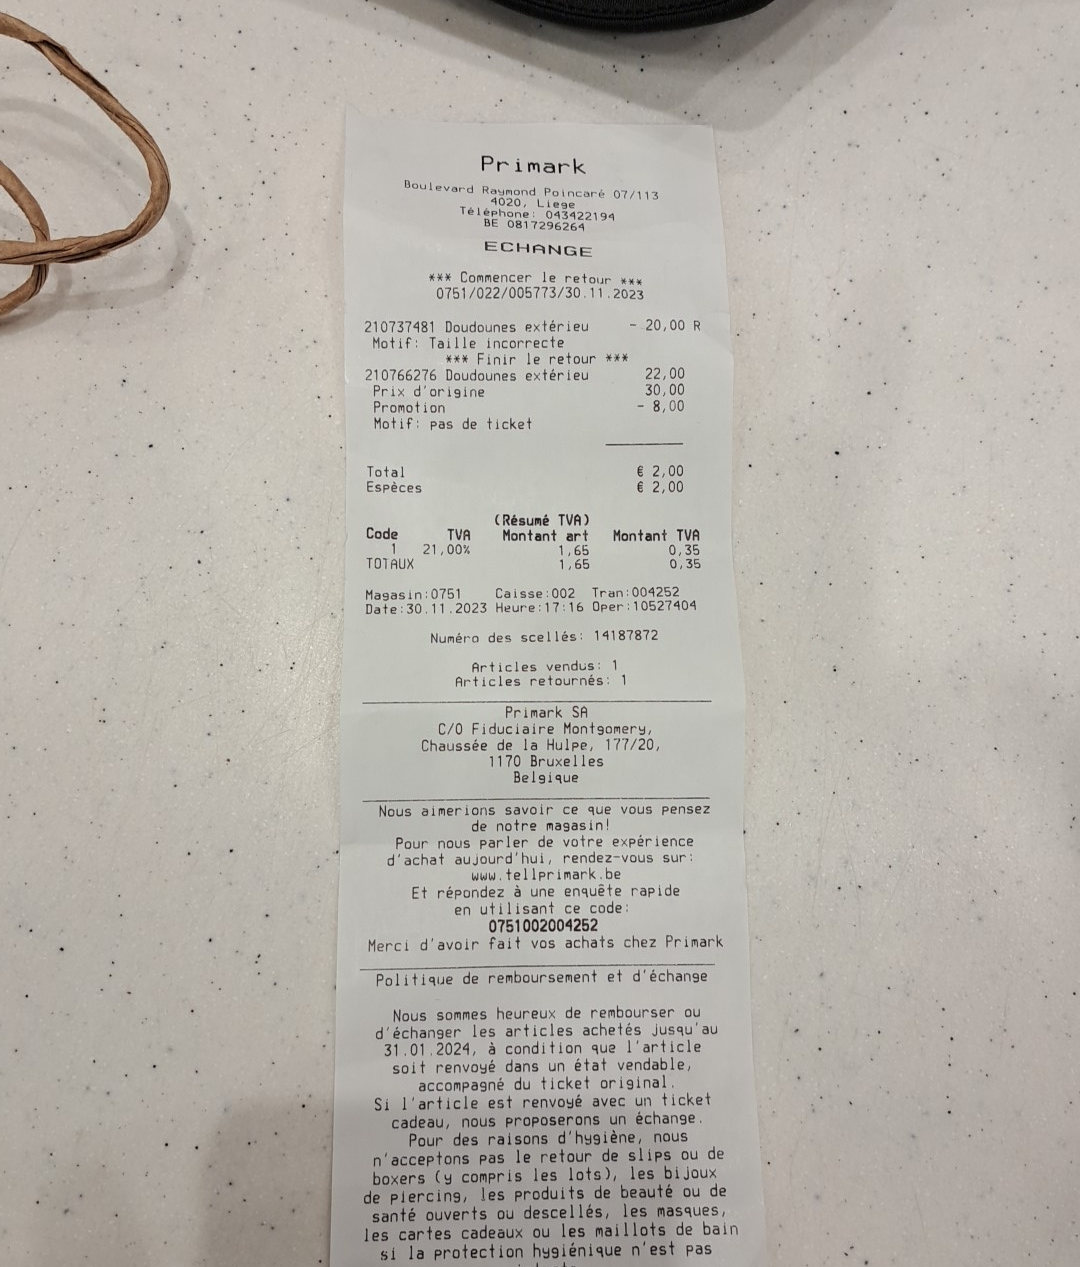 Primark
Boulevard Raymond Poincaré 07/113
4020, Liege
Téléphone: 043422194
BE 0817296264
ECHANGE
*** Commencer le retour ***
0751/022/005773/30.11.2023
210737481 Doudounes extérieu - 20,00 R
Motif: Taille incorrecte
*** Finir le retour ***
210766276 Doudounes extérieu 22,00
Prix d'origine 30,00
Promotion - 8,00
Motif: pas de ticket
Total € 2,00
Espèces € 2,00
(Résumé TVA)
Code TVA Montant art Montant TVA
1 21,00% 1,65 0,35
TOTAUX 1,65 0,35
Magasin:0751 Caisse:002 Tran:004252
Date:30.11.2023 Heure:17:16 Oper:10527404
Numéro des scellés: 14187872
Articles vendus: 1
Articles retournés: 1
Primark SA
C/O Fiduciaire Montgomery,
Chaussée de la Hulpe, 177/20,
1170 Bruxelles
Belgique
Nous aimerions savoir ce que vous pensez
de notre magasin!
Pour nous parler de votre expérience
d'achat aujourd'hui, rendez-vous sur:
www.tellprimark.be
Et répondez à une enquête rapide
en utilisant ce code:
0751002004252
Merci d'avoir fait vos achats chez Primark
Politique de remboursement et d'échange
Nous sommes heureux de rembourser ou
d'échanger les articles achetés jusqu'au
31.01.2024, à condition que l'article
soit renvoyé dans un état vendable,
accompagné du ticket original.
Si l'article est renvoyé avec un ticket
cadeau, nous proposerons un échange.
Pour des raisons d'hygiène, nous
n'acceptons pas le retour de slips ou de
boxers (y compris les lots), les bijoux
de piercing, les produits de beauté ou de
santé ouverts ou descellés, les masques,
les cartes cadeaux ou les maillots de bain
si la protection hygiénique n'est pas